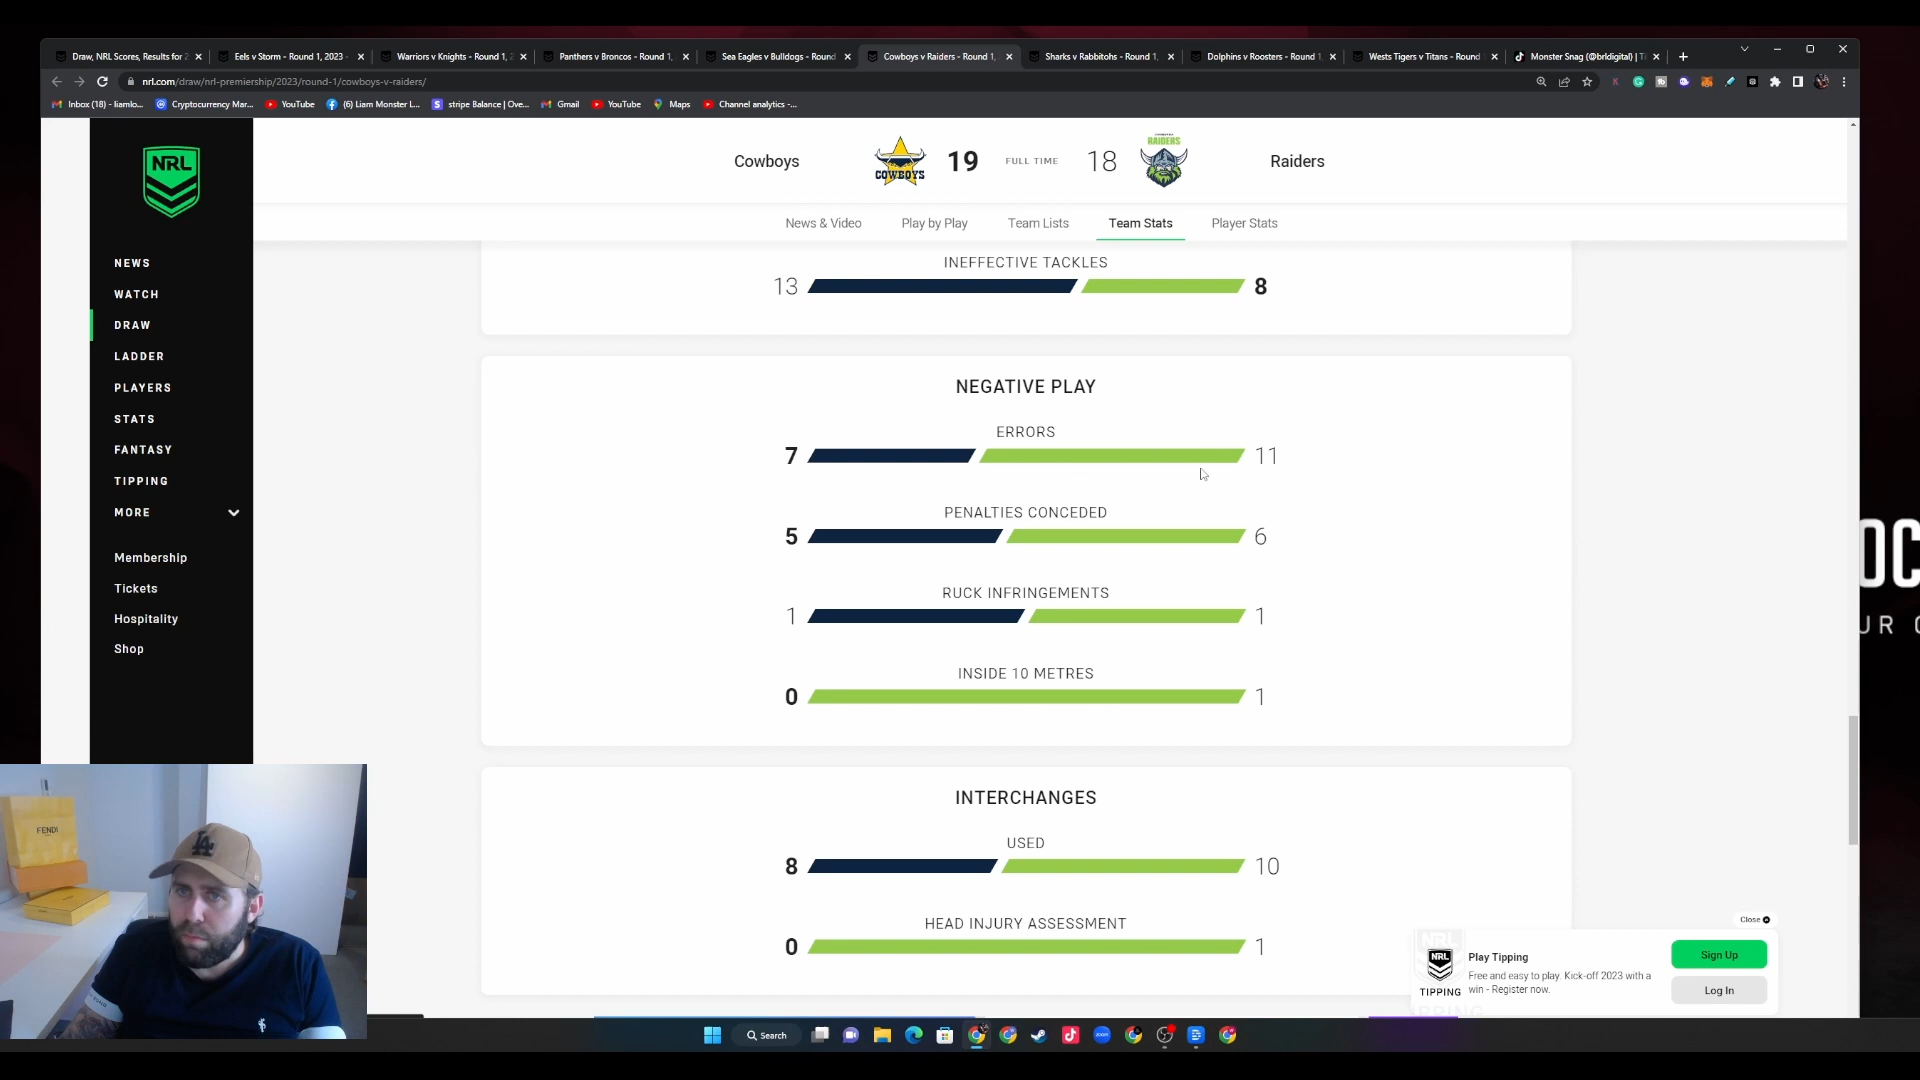 Draw, NRL Scores, Results for 2
Eels v Storm - Round 1, 2023 -
Warriors v Knights - Round 1, 2
Panthers v Broncos - Round 1,
Sea Eagles v Bulldogs - Round
Cowboys v Raiders - Round 1,
Sharks v Rabbitohs - Round 1,
Dolphins v Roosters - Round 1
Wests Tigers v Titans - Round
Monster Snag (@brldigital) | Ti
nrl.com/draw/nrl-premiership/2023/round-1/cowboys-v-raiders/
Inbox (18) - liamlo...
Cryptocurrency Mar...
YouTube
(6) Liam Monster L...
stripe Balance | Ove...
Gmail
YouTube
Maps
Channel analytics -...
NRL
Cowboys
COWBOYS
19
FULL TIME
18
RAIDERS
Raiders
News & Video
Play by Play
Team Lists
Team Stats
Player Stats
NEWS
WATCH
DRAW
LADDER
PLAYERS
STATS
FANTASY
TIPPING
MORE
Membership
Tickets
Hospitality
Shop
INEFFECTIVE TACKLES
13 8
NEGATIVE PLAY
ERRORS
7 11
PENALTIES CONCEDED
5 6
RUCK INFRINGEMENTS
1 1
INSIDE 10 METRES
0 1
INTERCHANGES
USED
8 10
HEAD INJURY ASSESSMENT
0 1
OC
UR
FENDI
LA
Close
NRL
TIPPING
Play Tipping
Free and easy to play. Kick-off 2023 with a
win - Register now.
Sign Up
Log In
Search